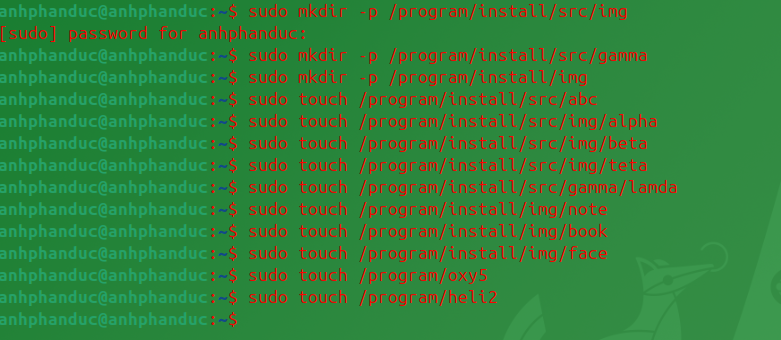 anhphanduc@anhphanduc:~$ sudo mkdir -p /program/install/src/img
[sudo] password for anhphanduc:
anhphanduc@anhphanduc:~$ sudo mkdir -p /program/install/src/gamma
anhphanduc@anhphanduc:~$ sudo mkdir -p /program/install/img
anhphanduc@anhphanduc:~$ sudo touch /program/install/src/abc
anhphanduc@anhphanduc:~$ sudo touch /program/install/src/img/alpha
anhphanduc@anhphanduc:~$ sudo touch /program/install/src/img/beta
anhphanduc@anhphanduc:~$ sudo touch /program/install/src/img/teta
anhphanduc@anhphanduc:~$ sudo touch /program/install/src/gamma/lamda
anhphanduc@anhphanduc:~$ sudo touch /program/install/img/note
anhphanduc@anhphanduc:~$ sudo touch /program/install/img/book
anhphanduc@anhphanduc:~$ sudo touch /program/install/img/face
anhphanduc@anhphanduc:~$ sudo touch /program/oxy5
anhphanduc@anhphanduc:~$ sudo touch /program/heli2
anhphanduc@anhphanduc:~$